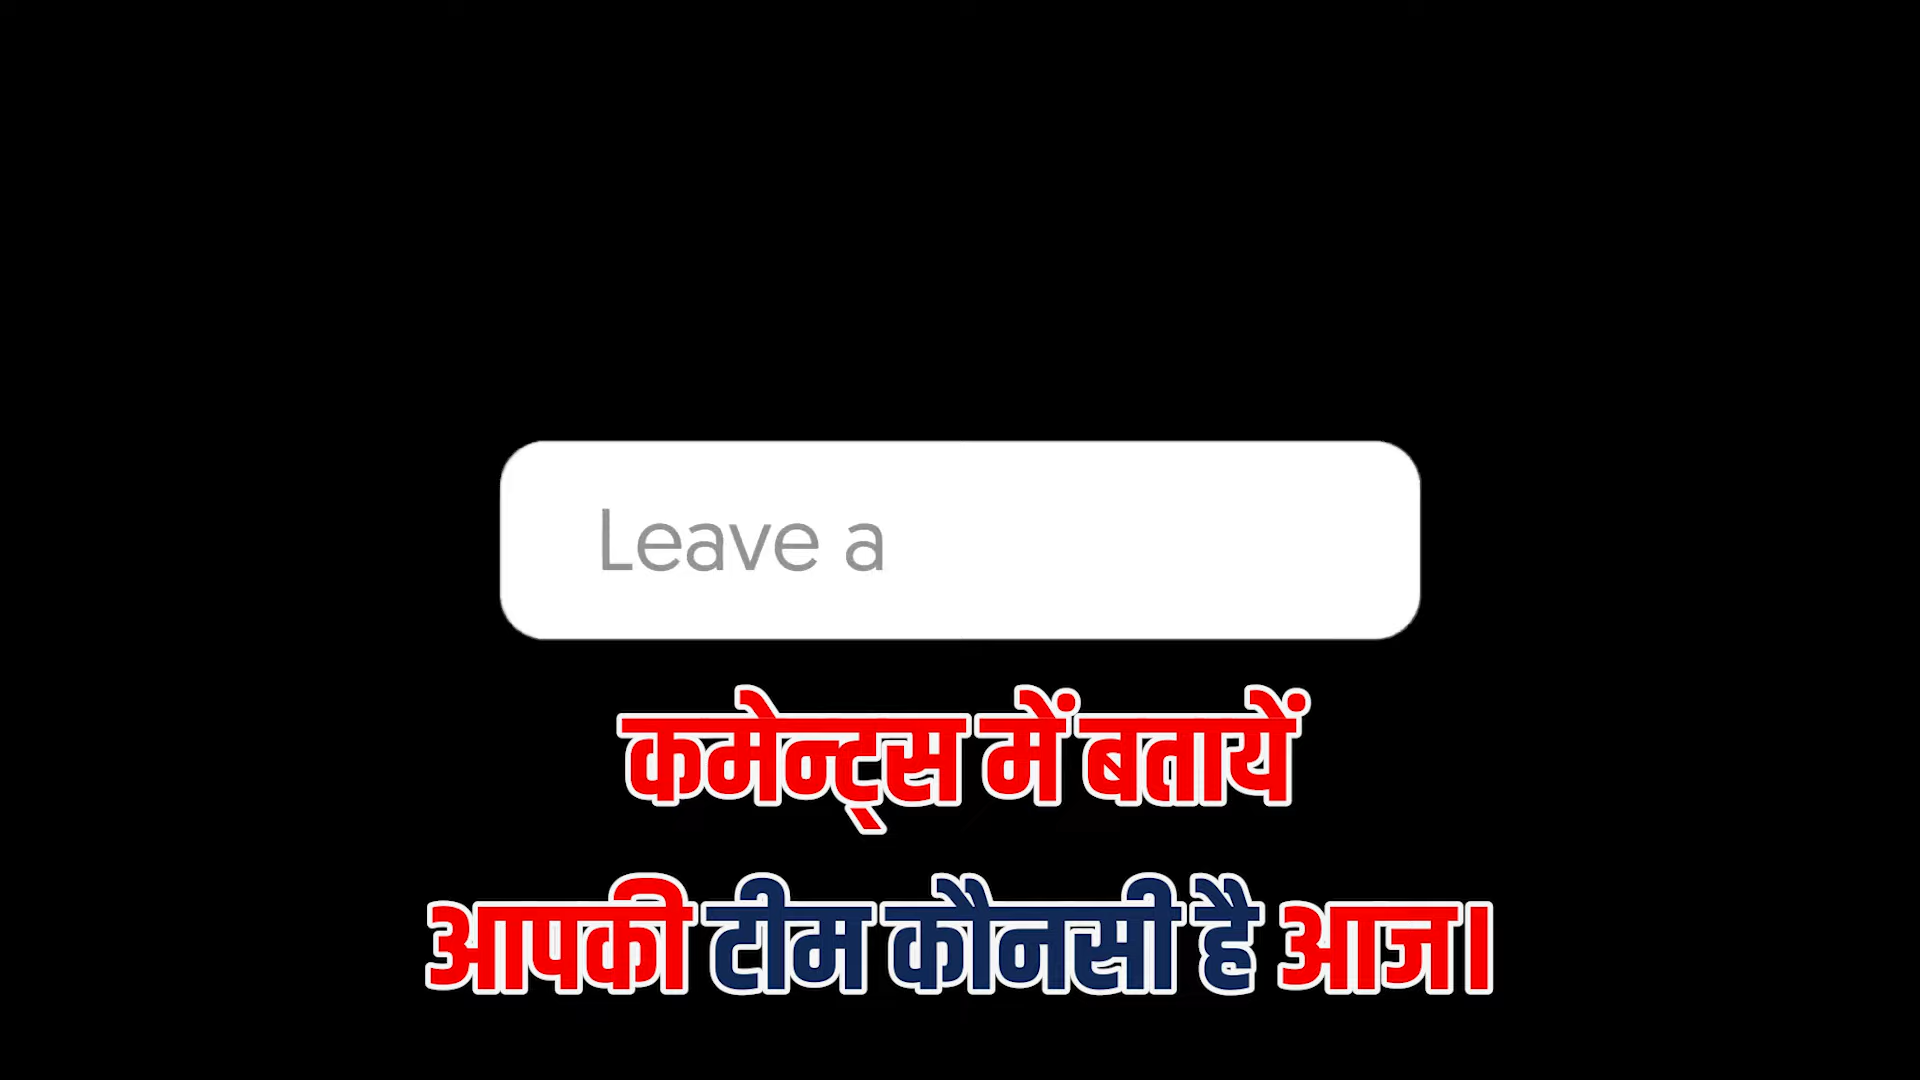 Leave a
कमेन्ट्स में बतायें
आपकी टीम कौनसी है आज।